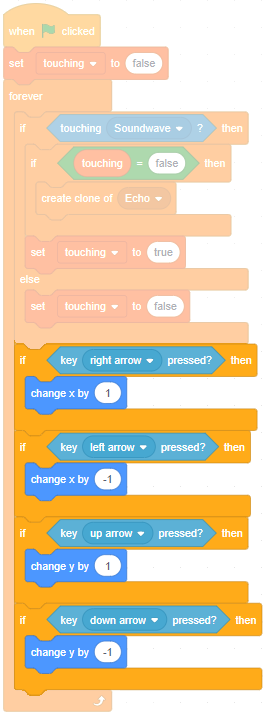 when clicked
set touching to false
forever
if touching Soundwave ? then
if touching = false then
create clone of Echo
set touching to true
else
set touching to false
if key right arrow pressed? then
change x by 1
if key left arrow pressed? then
change x by -1
if key up arrow pressed? then
change y by 1
if key down arrow pressed? then
change y by -1